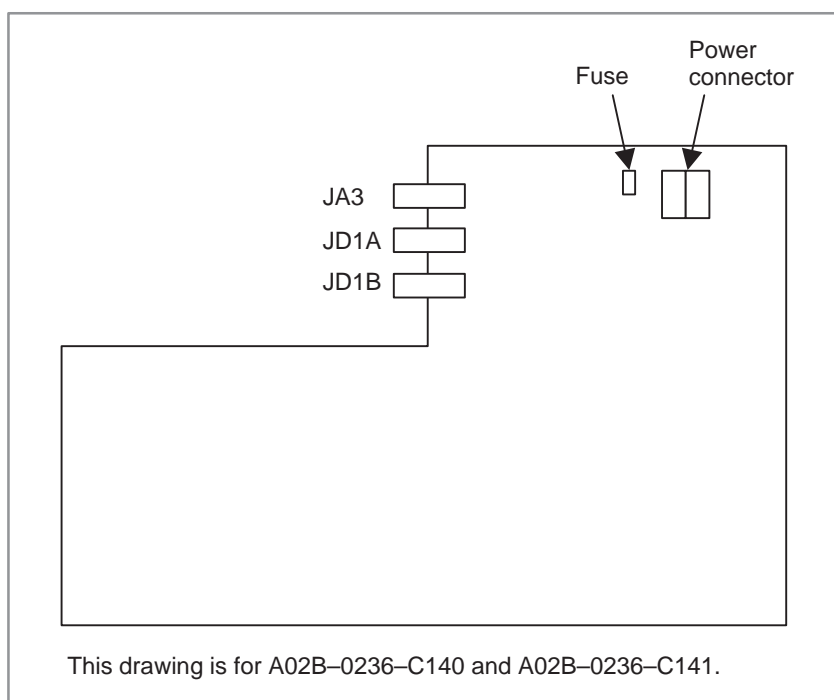 Power
connector
Fuse
JA3
JD1A
JD1B
This drawing is for A02B–0236–C140 and A02B–0236–C141.